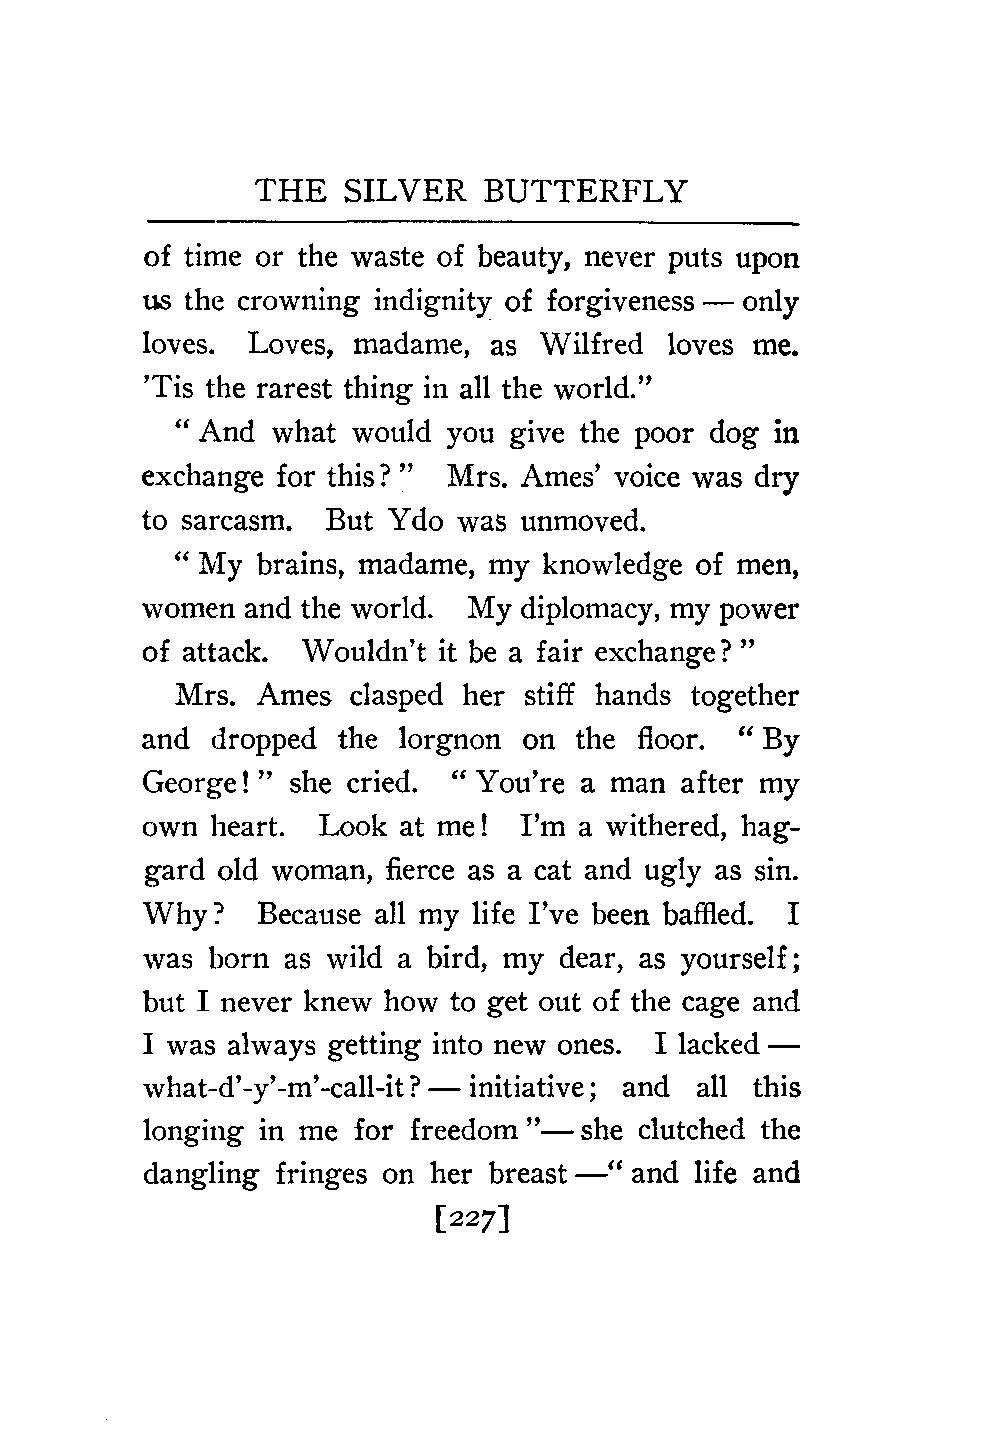 THE SILVER BUTTERFLY
of time or the waste of beauty, never puts upon
us the crowning indignity of forgiveness — only
loves. Loves, madame, as Wilfred loves me.
'Tis the rarest thing in all the world."
" And what would you give the poor dog in
exchange for this? " Mrs. Ames' voice was dry
to sarcasm. But Ydo was unmoved.
" My brains, madame, my knowledge of men,
women and the world. My diplomacy, my power
of attack. Wouldn't it be a fair exchange? "
Mrs. Ames clasped her stiff hands together
and dropped the lorgnon on the floor. " By
George! " she cried. " You're a man after my
own heart. Look at me! I'm a withered, hag-
gard old woman, fierce as a cat and ugly as sin.
Why? Because all my life I've been baffled. I
was born as wild a bird, my dear, as yourself;
but I never knew how to get out of the cage and
I was always getting into new ones. I lacked —
what-d'-y'-m'-call-it? — initiative; and all this
longing in me for freedom "— she clutched the
dangling fringes on her breast —" and life and
[227]